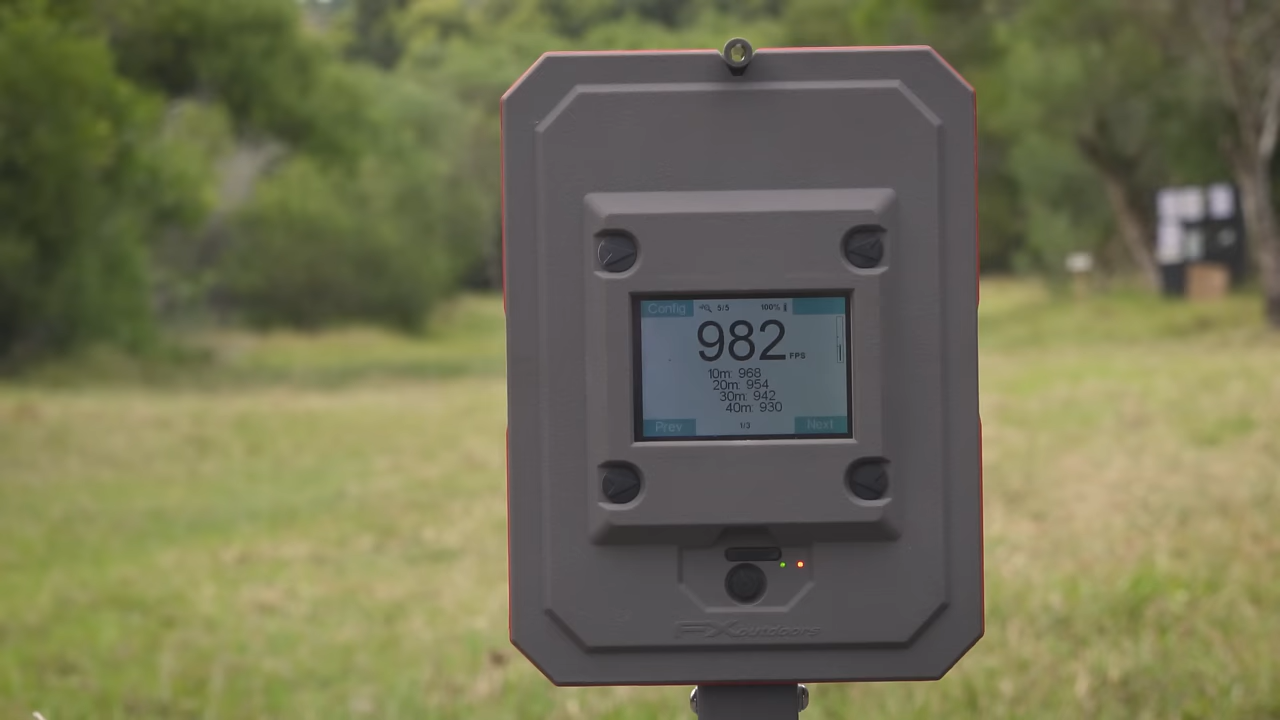 Config 5/5 100%
982 FPS
10m: 968
20m: 954
30m: 942
40m: 930
Prev 1/3 Next
FX outdoors